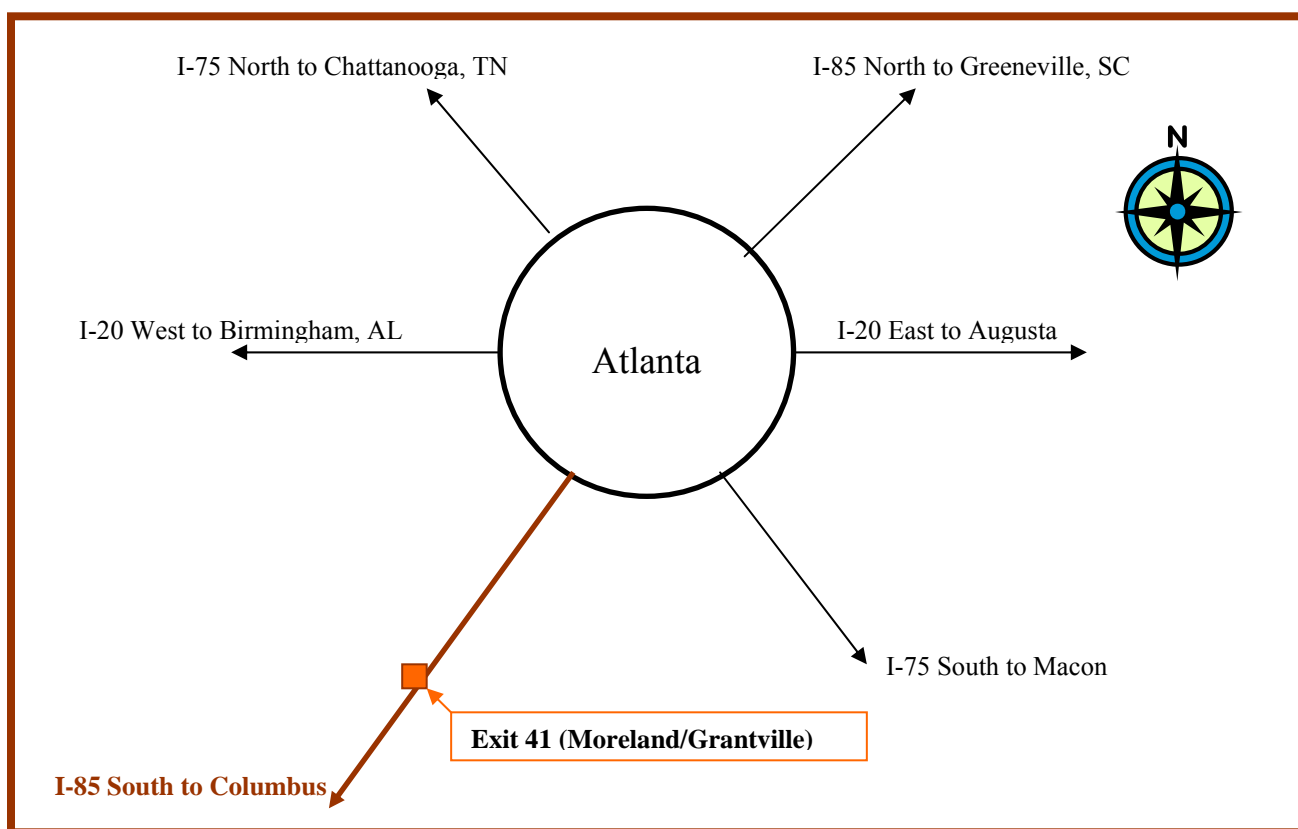 I-75 North to Chattanooga, TN
I-85 North to Greeneville, SC
N
I-20 West to Birmingham, AL
I-20 East to Augusta
Atlanta
I-75 South to Macon
Exit 41 (Moreland/Grantville)
I-85 South to Columbus